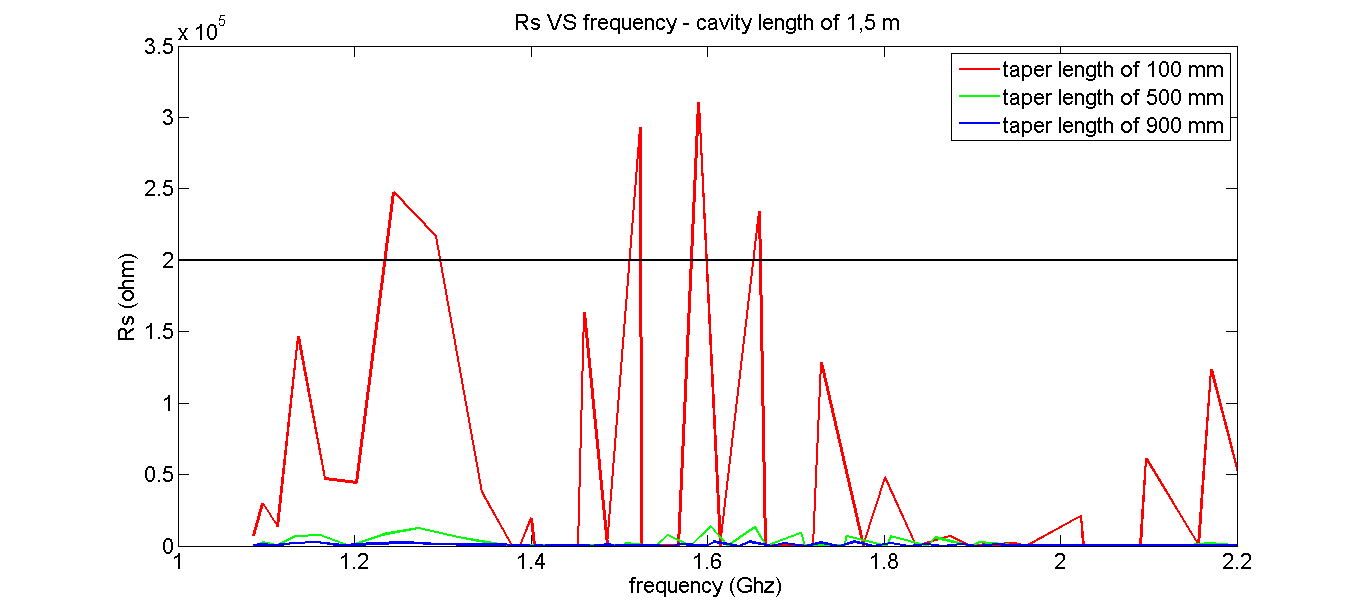 Rs VS frequency - cavity length of 1,5 m
x 10^5
3.5
3
2.5
2
1.5
1
0.5
0
Rs (ohm)
taper length of 100 mm
taper length of 500 mm
taper length of 900 mm
1 1.2 1.4 1.6 1.8 2 2.2
frequency (Ghz)